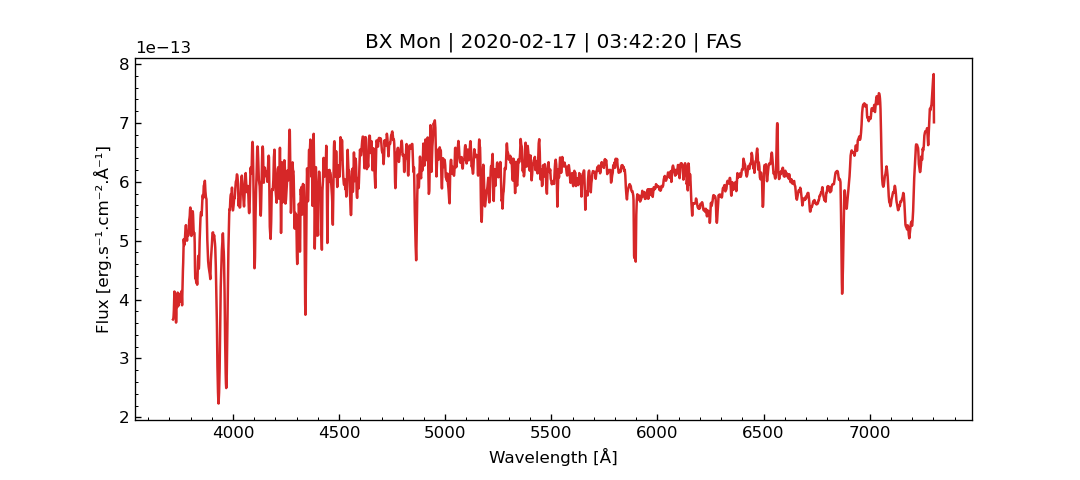 BX Mon | 2020-02-17 | 03:42:20 | FAS
1e−13
8
7
6
5
4
3
2
Flux [erg.s⁻¹.cm⁻².Å⁻¹]
4000 4500 5000 5500 6000 6500 7000
Wavelength [Å]